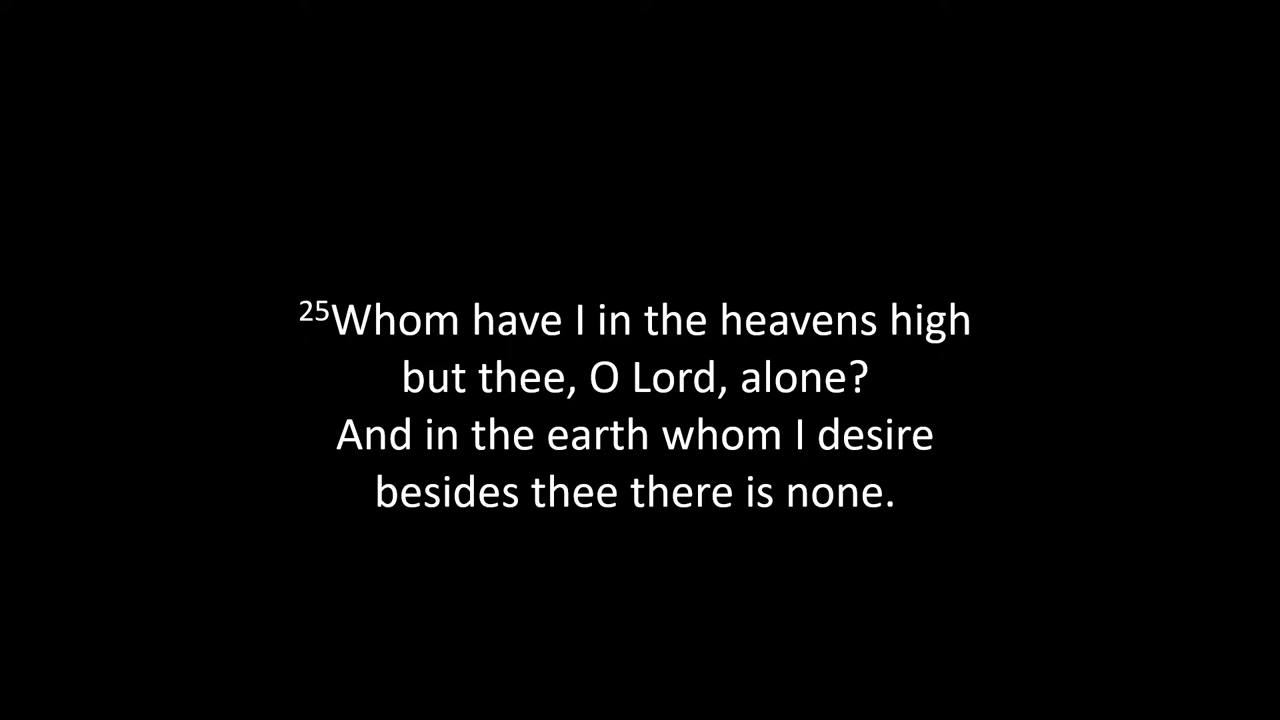 25Whom have I in the heavens high
but thee, O Lord, alone?
And in the earth whom I desire
besides thee there is none.